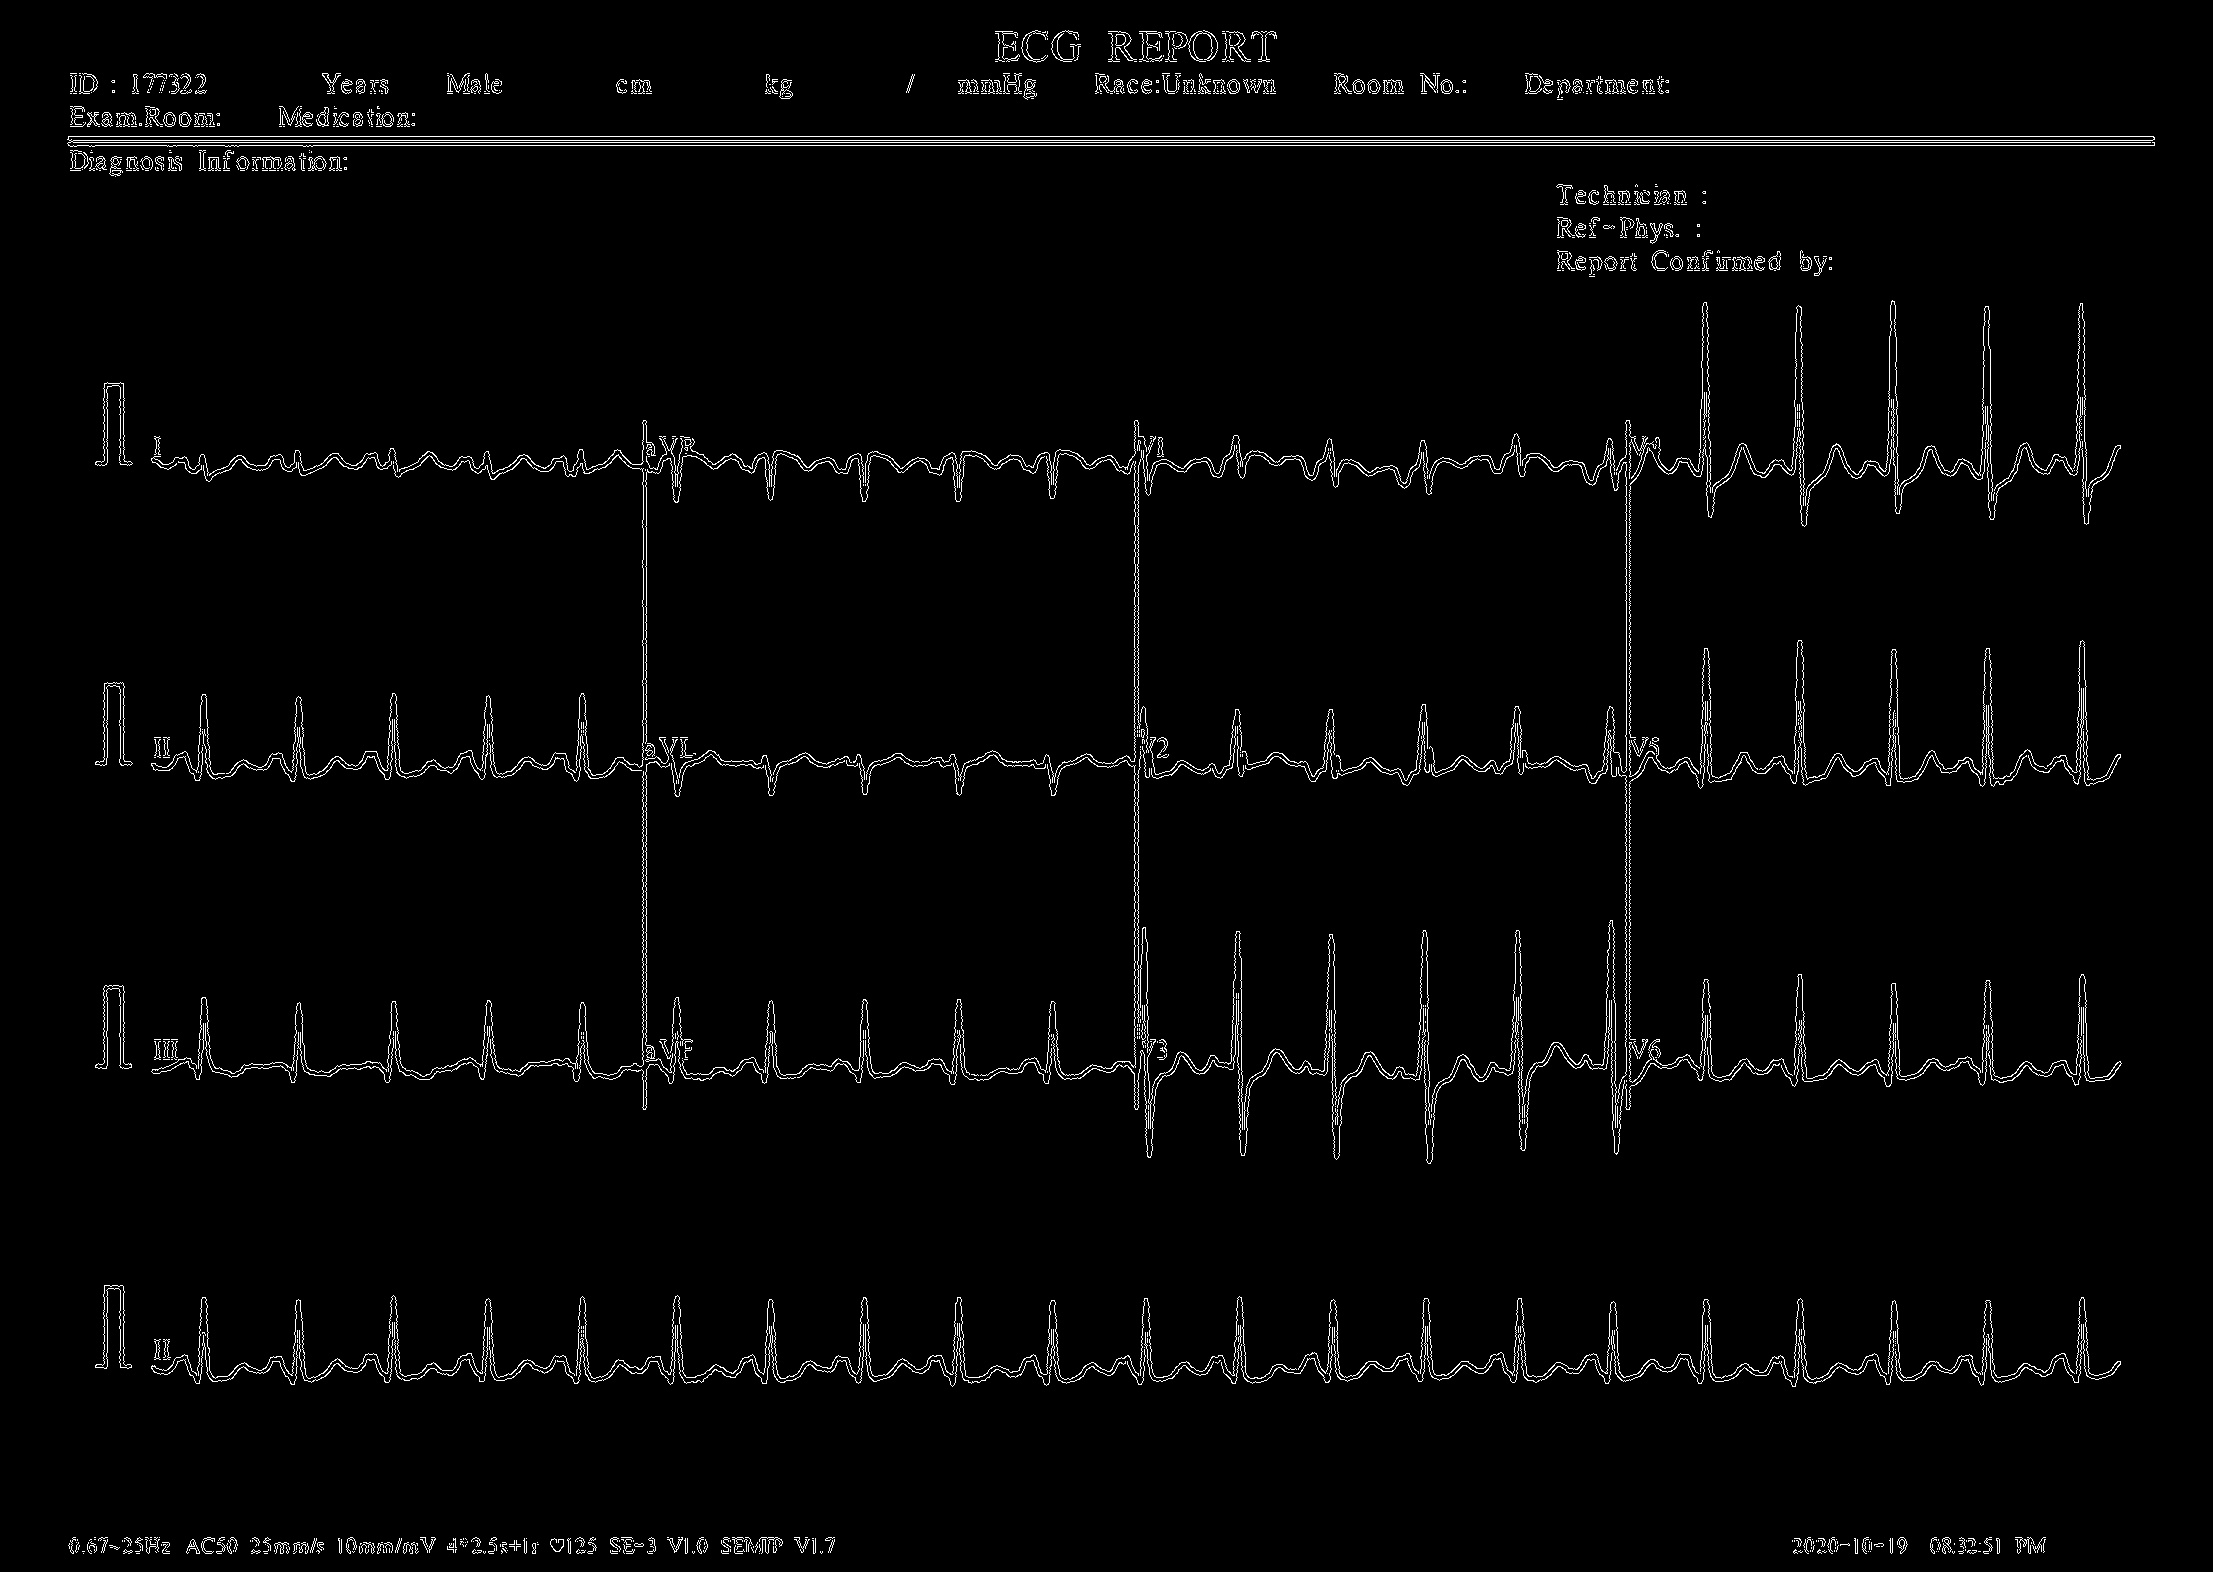 ECG REPORT
ID : 177322 Years Male cm kg / mmHg Race:Unknown Room No.: Department:
Exam.Room: Medication:
Diagnosis Information:
Technician :
Ref-Phys. :
Report Confirmed by:
I aVR V1 V4
II aVL V2 V5
III aVF V3 V6
II
0.67~25Hz AC50 25mm/s 10mm/mV 4*2.5s+1r ♡125 SE-3 V1.0 SEMIP V1.7
2020-10-19 08:32:51 PM